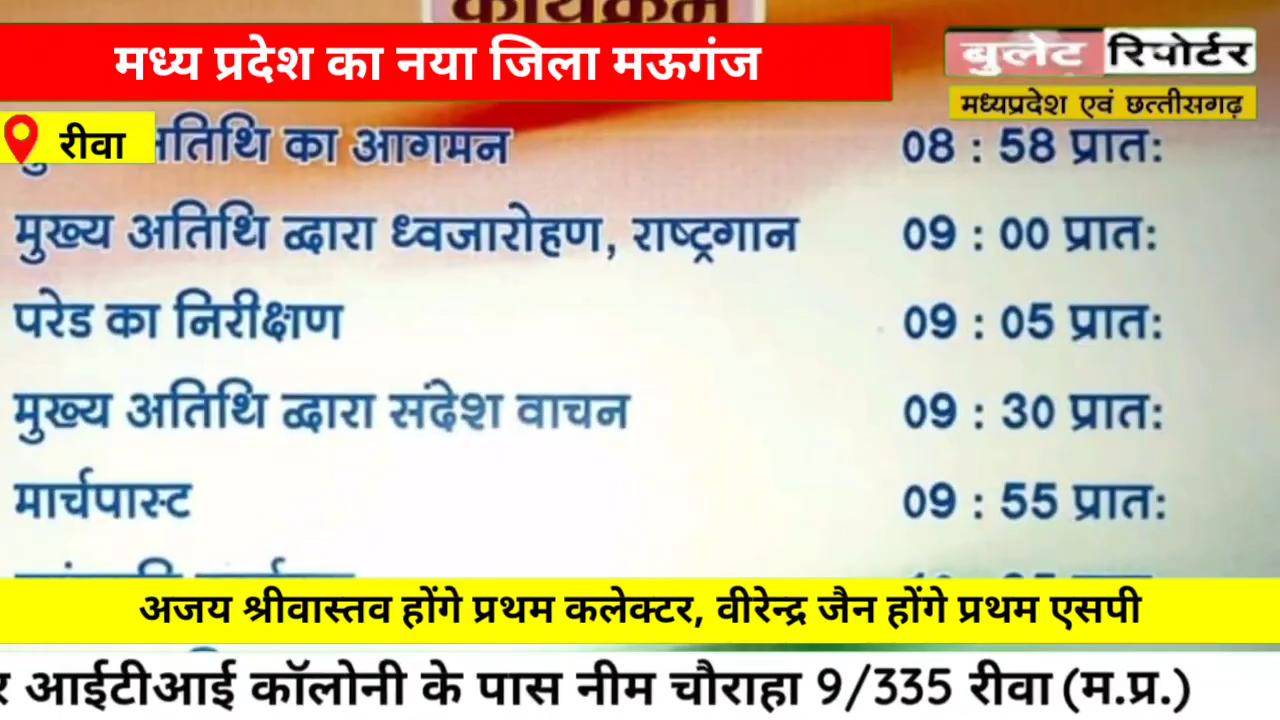 कार्यक्रम
मध्य प्रदेश का नया जिला मऊगंज
बुलेट रिपोर्टर
मध्यप्रदेश एवं छत्तीसगढ़
रीवा
अतिथि का आगमन 08 : 58 प्रातः
मुख्य अतिथि द्वारा ध्वजारोहण, राष्ट्रगान 09 : 00 प्रातः
परेड का निरीक्षण 09 : 05 प्रातः
मुख्य अतिथि द्वारा संदेश वाचन 09 : 30 प्रातः
मार्चपास्ट 09 : 55 प्रातः
अजय श्रीवास्तव होंगे प्रथम कलेक्टर, वीरेन्द्र जैन होंगे प्रथम एसपी
र आईटीआई कॉलोनी के पास नीम चौराहा 9/335 रीवा (म.प्र.)